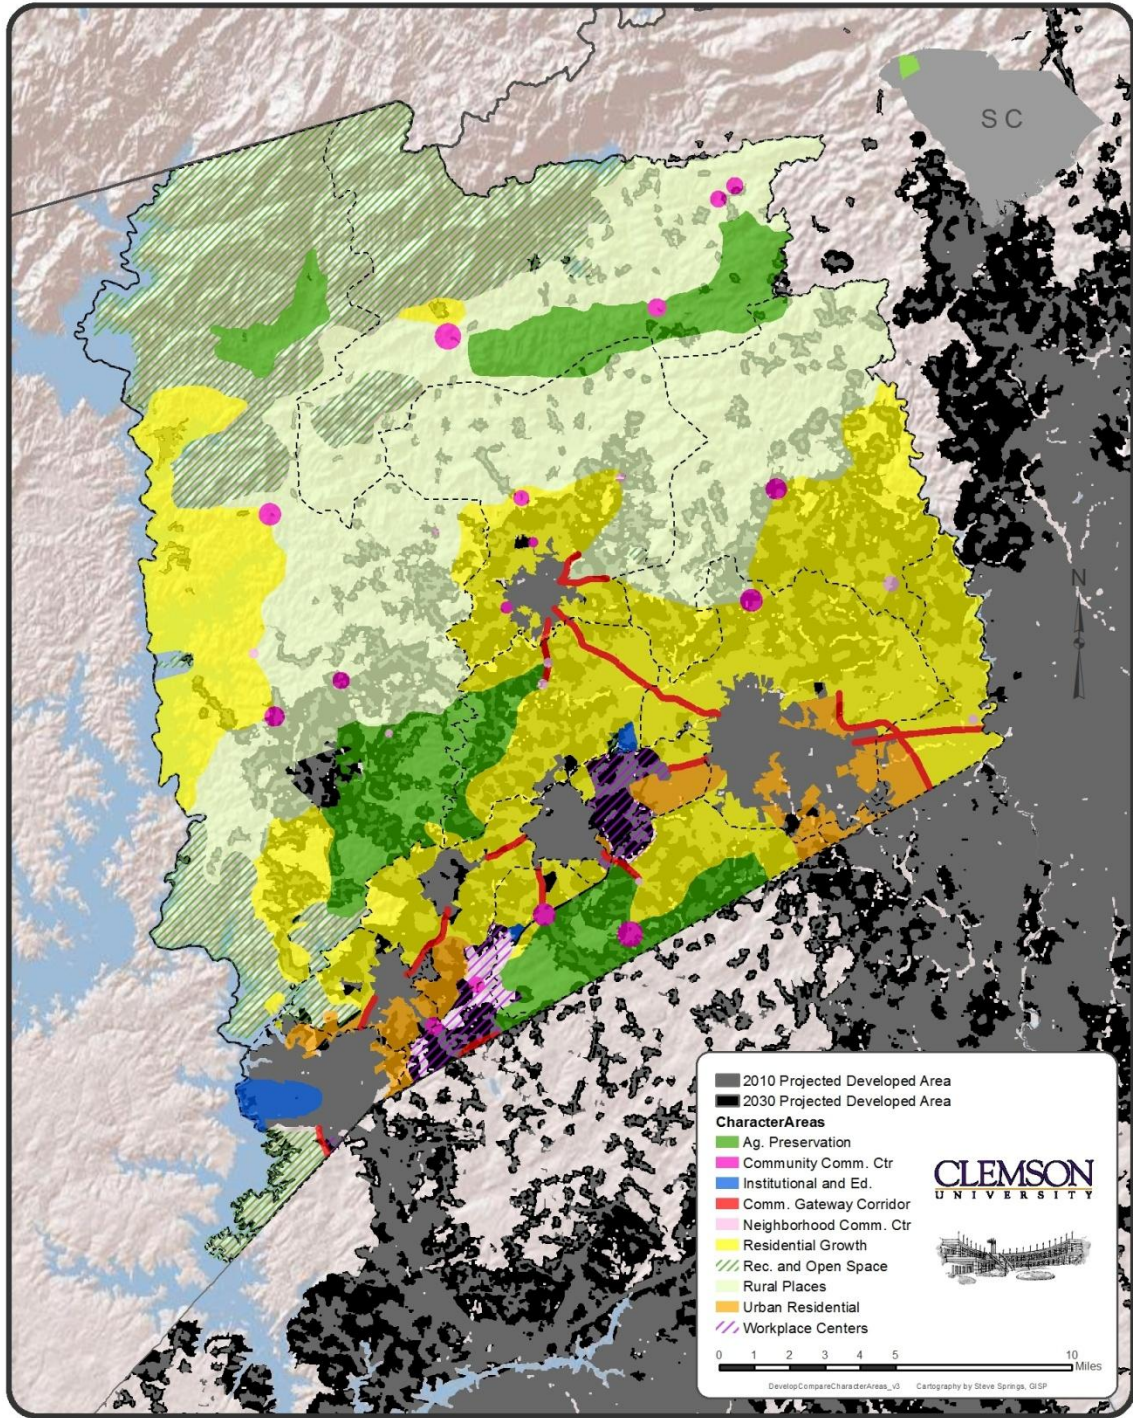 S C
N
2010 Projected Developed Area
2030 Projected Developed Area
CharacterAreas
Ag. Preservation
Community Comm. Ctr
Institutional and Ed.
Comm. Gateway Corridor
Neighborhood Comm. Ctr
Residential Growth
Rec. and Open Space
Rural Places
Urban Residential
Workplace Centers
CLEMSON
UNIVERSITY
0 1 2 3 4 5 10
Miles
DevelopCompareCharacterAreas_v3 Cartography by Steve Springs, GISP